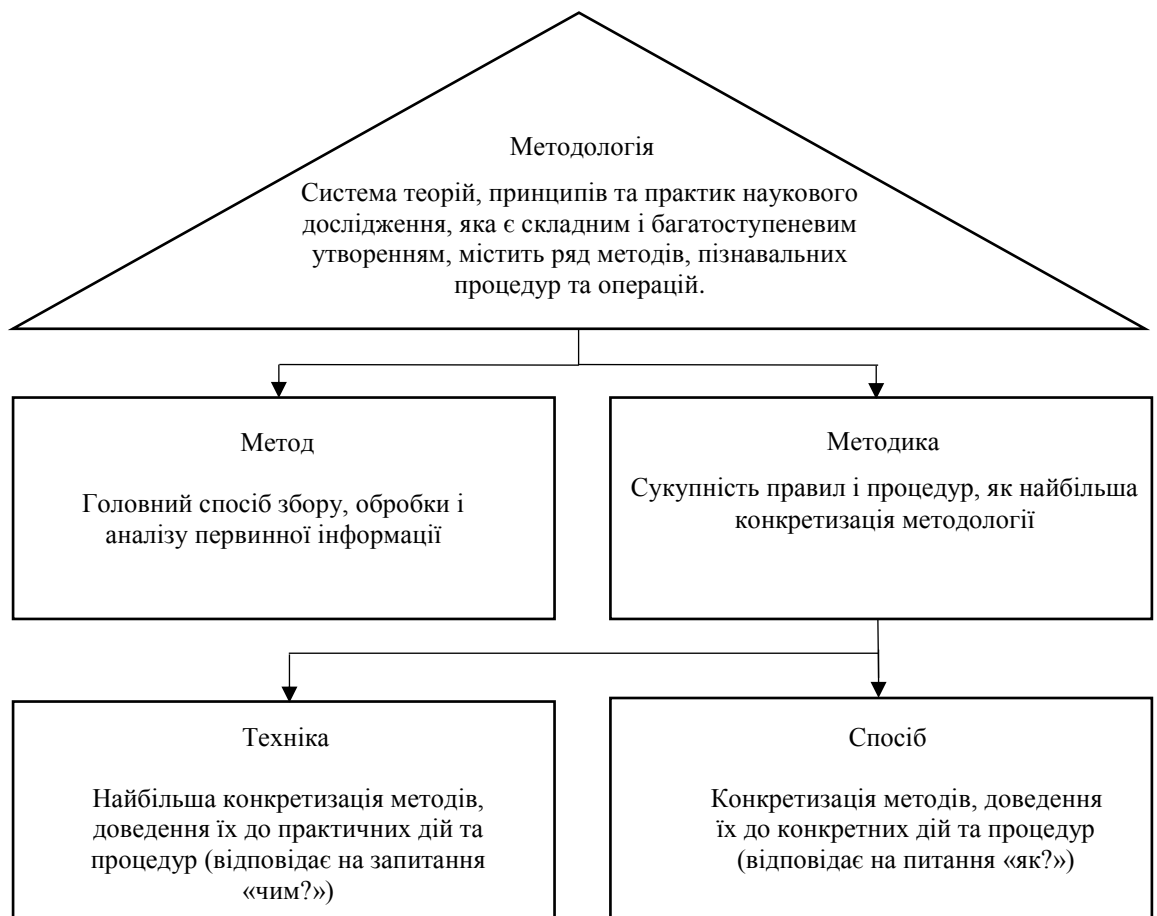 Методологія
Система теорій, принципів та практик наукового
дослідження, яка є складним і багатоступеневим
утворенням, містить ряд методів, пізнавальних
процедур та операцій.
Метод
Головний спосіб збору, обробки і
аналізу первинної інформації
Методика
Сукупність правил і процедур, як найбільша
конкретизація методології
Техніка
Найбільша конкретизація методів,
доведення їх до практичних дій та
процедур (відповідає на запитання
«чим?»)
Спосіб
Конкретизація методів, доведення
їх до конкретних дій та процедур
(відповідає на питання «як?»)